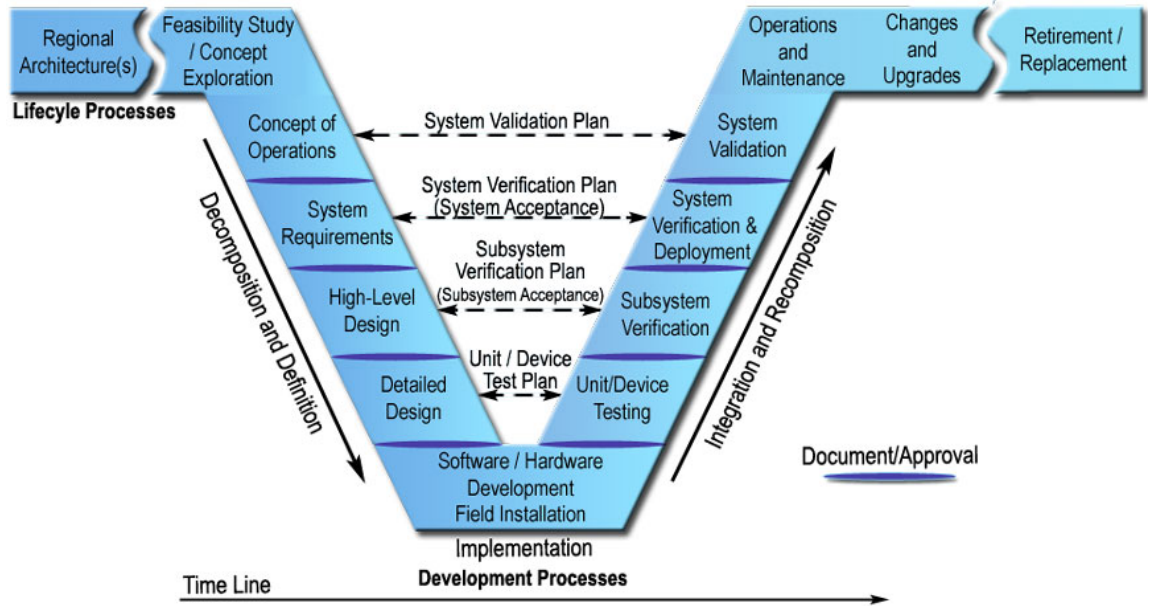 Regional
Architecture(s)
Feasibility Study
/ Concept
Exploration
Operations
and
Maintenance
Changes
and
Upgrades
Retirement /
Replacement
Lifecyle Processes
Concept of
Operations
System Validation Plan
System
Validation
System Verification Plan
(System Acceptance)
System
Requirements
System
Verification &
Deployment
Subsystem
Verification Plan
(Subsystem Acceptance)
High-Level
Design
Subsystem
Verification
Unit / Device
Test Plan
Detailed
Design
Unit/Device
Testing
Decomposition and Definition
Integration and Recomposition
Software / Hardware
Development
Field Installation
Document/Approval
Implementation
Development Processes
Time Line